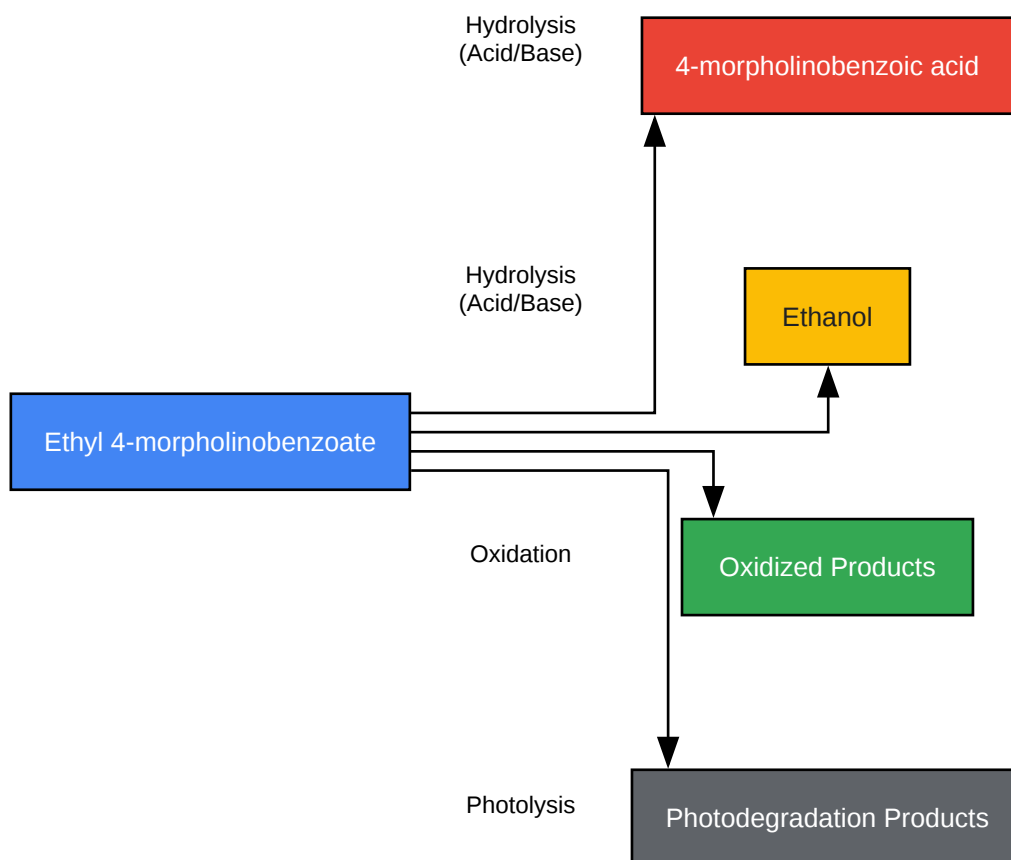 Hydrolysis
(Acid/Base)
4-morpholinobenzoic acid
Hydrolysis
(Acid/Base)
Ethanol
Ethyl 4-morpholinobenzoate
Oxidation
Oxidized Products
Photolysis
Photodegradation Products